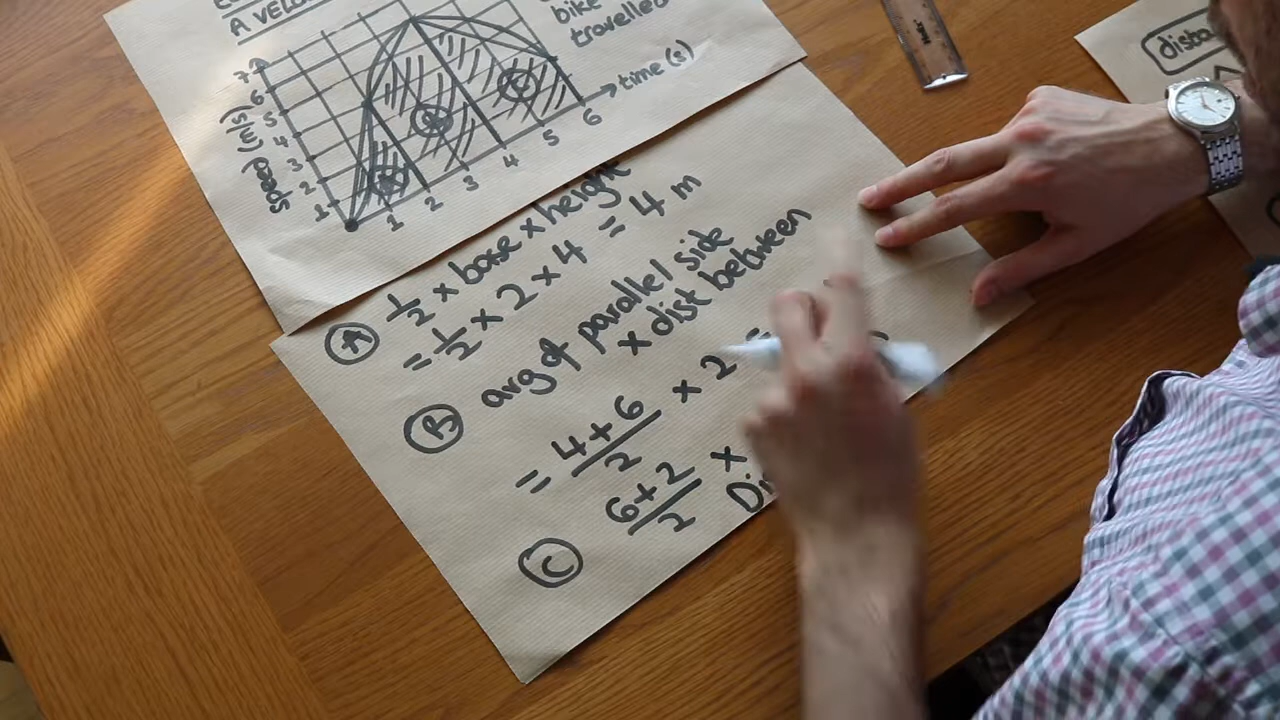 A VELO
bike
travelled
7
6
5
4
3
2
1
speed (m/s)
1 2 3 4 5 6
time (s)
A
B
C
A 1/2 × base × height
= 1/2 × 2 × 4 = 4 m
B avg of parallel side
× dist between
= 4+6/2 × 2 =
C 6+2/2 ×
Di
dista